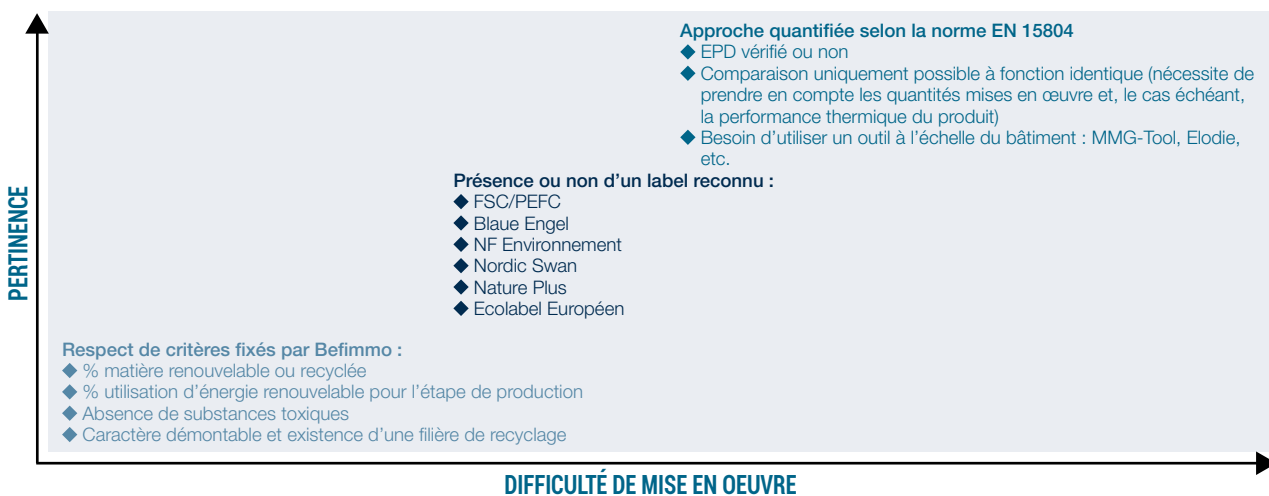 Approche quantifiée selon la norme EN 15804
◆ EPD vérifié ou non
◆ Comparaison uniquement possible à fonction identique (nécessite de
prendre en compte les quantités mises en œuvre et, le cas échéant,
la performance thermique du produit)
◆ Besoin d'utiliser un outil à l'échelle du bâtiment : MMG-Tool, Elodie,
etc.
Présence ou non d'un label reconnu :
◆ FSC/PEFC
◆ Blaue Engel
◆ NF Environnement
◆ Nordic Swan
◆ Nature Plus
◆ Ecolabel Européen
PERTINENCE
Respect de critères fixés par Befimmo :
◆ % matière renouvelable ou recyclée
◆ % utilisation d'énergie renouvelable pour l'étape de production
◆ Absence de substances toxiques
◆ Caractère démontable et existence d'une filière de recyclage
DIFFICULTÉ DE MISE EN OEUVRE